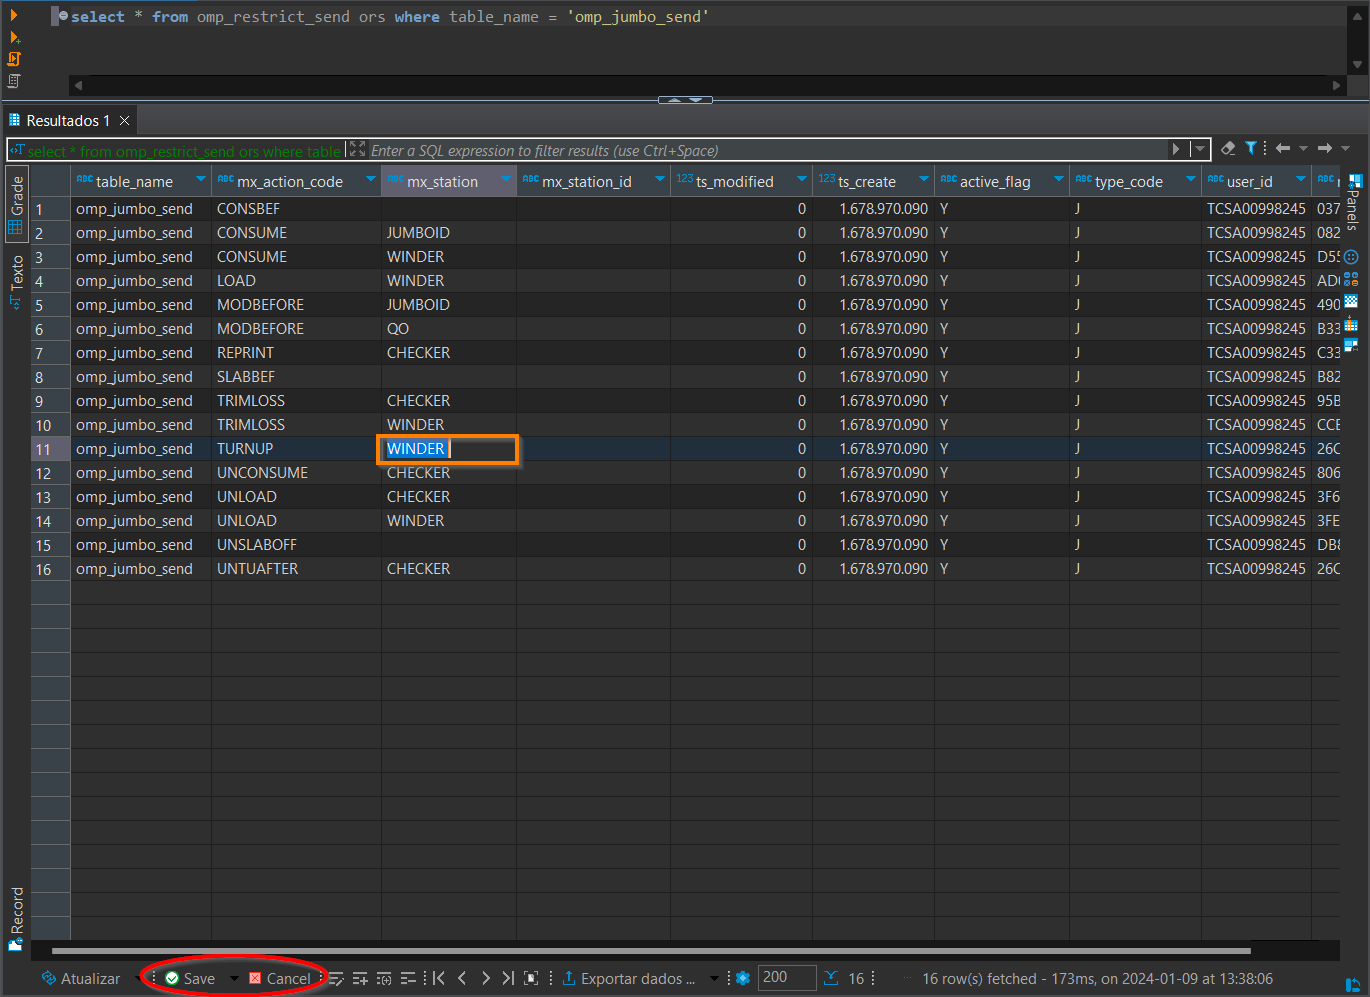 select * from omp_restrict_send ors where table_name = 'omp_jumbo_send'
Resultados 1
select * from omp_restrict_send ors where table
Enter a SQL expression to filter results (use Ctrl+Space)
Grade
Texto
Record
Panels
ABC table_name ABC mx_action_code ABC mx_station ABC mx_station_id 123 ts_modified 123 ts_create ABC active_flag ABC type_code ABC user_id ABC
1 omp_jumbo_send CONSBEF 0 1.678.970.090 Y J TCSA00998245 037
2 omp_jumbo_send CONSUME JUMBOID 0 1.678.970.090 Y J TCSA00998245 082
3 omp_jumbo_send CONSUME WINDER 0 1.678.970.090 Y J TCSA00998245 D55
4 omp_jumbo_send LOAD WINDER 0 1.678.970.090 Y J TCSA00998245
5 omp_jumbo_send MODBEFORE JUMBOID 0 1.678.970.090 Y J TCSA00998245 490
6 omp_jumbo_send MODBEFORE QO 0 1.678.970.090 Y J TCSA00998245 B33
7 omp_jumbo_send REPRINT CHECKER 0 1.678.970.090 Y J TCSA00998245 C33
8 omp_jumbo_send SLABBEF 0 1.678.970.090 Y J TCSA00998245 B82
9 omp_jumbo_send TRIMLOSS CHECKER 0 1.678.970.090 Y J TCSA00998245 95B
10 omp_jumbo_send TRIMLOSS WINDER 0 1.678.970.090 Y J TCSA00998245
11 omp_jumbo_send TURNUP WINDER 0 1.678.970.090 Y J TCSA00998245
12 omp_jumbo_send UNCONSUME CHECKER 0 1.678.970.090 Y J TCSA00998245 806
13 omp_jumbo_send UNLOAD CHECKER 0 1.678.970.090 Y J TCSA00998245 3F6
14 omp_jumbo_send UNLOAD WINDER 0 1.678.970.090 Y J TCSA00998245 3FE
15 omp_jumbo_send UNSLABOFF 0 1.678.970.090 Y J TCSA00998245
16 omp_jumbo_send UNTUAFTER CHECKER 0 1.678.970.090 Y J TCSA00998245
Atualizar Save Cancel Exportar dados ... 200 16 16 row(s) fetched - 173ms, on 2024-01-09 at 13:38:06